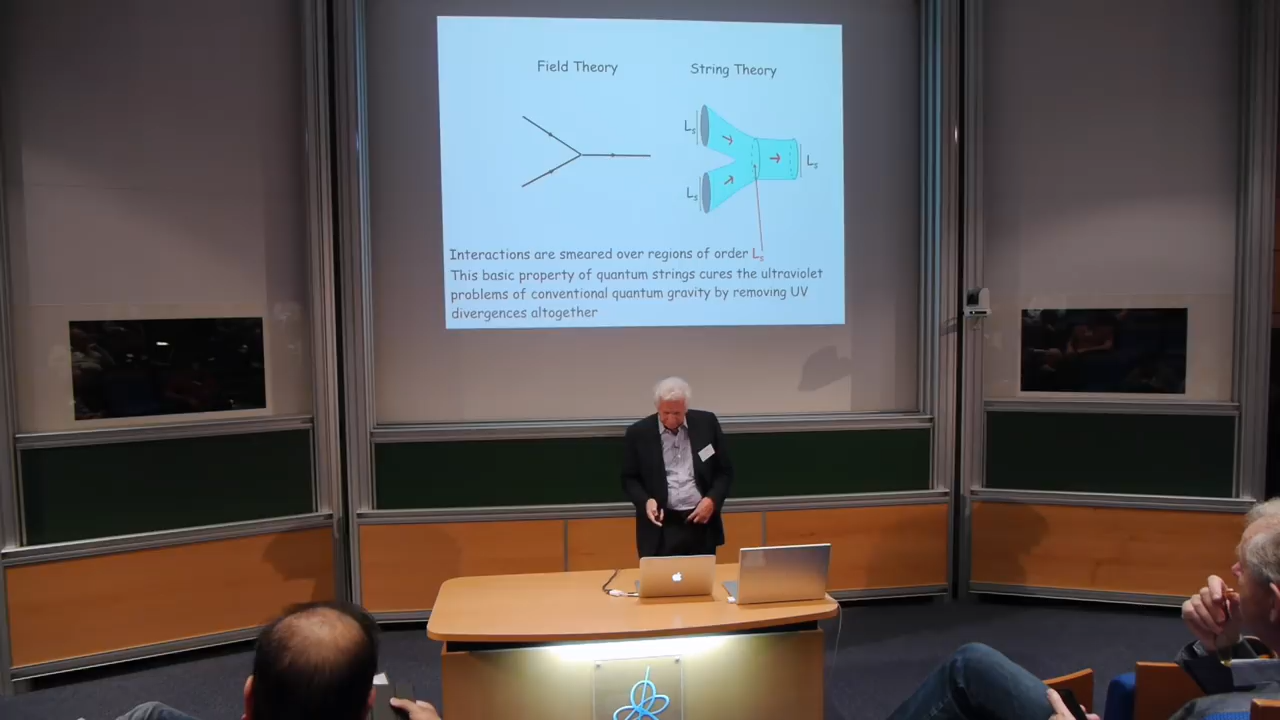 Field Theory
String Theory
Ls
Ls
Ls
Interactions are smeared over regions of order Ls
This basic property of quantum strings cures the ultraviolet
problems of conventional quantum gravity by removing UV
divergences altogether